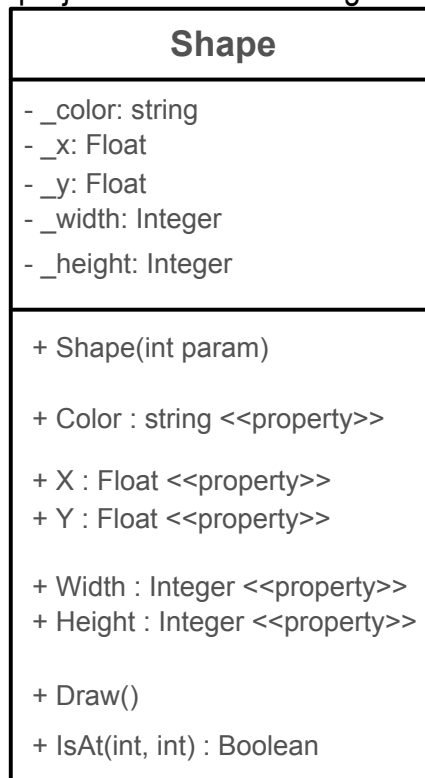 Shape
- _color: string
- _x: Float
- _y: Float
- _width: Integer
- _height: Integer
+ Shape(int param)
+ Color : string <<property>>
+ X : Float <<property>>
+ Y : Float <<property>>
+ Width : Integer <<property>>
+ Height : Integer <<property>>
+ Draw()
+ IsAt(int, int) : Boolean